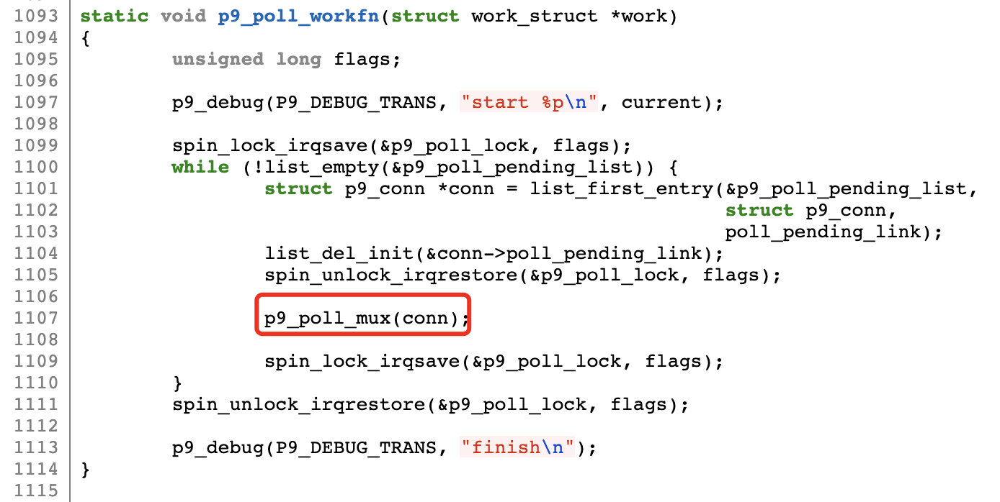 1093 static void p9_poll_workfn(struct work_struct *work)
1094 {
1095         unsigned long flags;
1096
1097         p9_debug(P9_DEBUG_TRANS, "start %p\n", current);
1098
1099         spin_lock_irqsave(&p9_poll_lock, flags);
1100         while (!list_empty(&p9_poll_pending_list)) {
1101                 struct p9_conn *conn = list_first_entry(&p9_poll_pending_list,
1102                                                         struct p9_conn,
1103                                                         poll_pending_link);
1104                 list_del_init(&conn->poll_pending_link);
1105                 spin_unlock_irqrestore(&p9_poll_lock, flags);
1106
1107                 p9_poll_mux(conn);
1108
1109                 spin_lock_irqsave(&p9_poll_lock, flags);
1110         }
1111         spin_unlock_irqrestore(&p9_poll_lock, flags);
1112
1113         p9_debug(P9_DEBUG_TRANS, "finish\n");
1114 }
1115